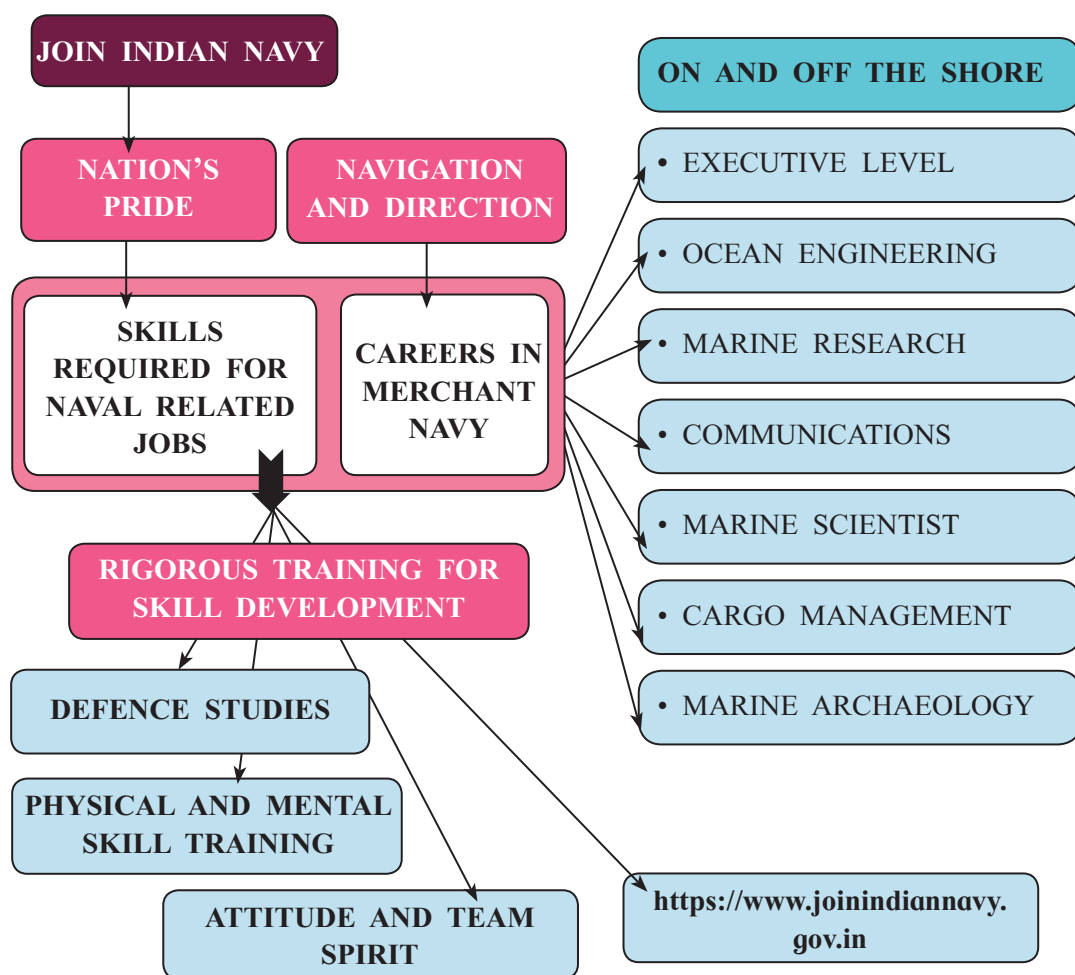 JOIN INDIAN NAVY
NATION'S
PRIDE
NAVIGATION
AND DIRECTION
SKILLS
REQUIRED FOR
NAVAL RELATED
JOBS
CAREERS IN
MERCHANT
NAVY
RIGOROUS TRAINING FOR
SKILL DEVELOPMENT
DEFENCE STUDIES
PHYSICAL AND MENTAL
SKILL TRAINING
ATTITUDE AND TEAM
SPIRIT
https://www.joinindiannavy.
gov.in
ON AND OFF THE SHORE
• EXECUTIVE LEVEL
• OCEAN ENGINEERING
• MARINE RESEARCH
• COMMUNICATIONS
• MARINE SCIENTIST
• CARGO MANAGEMENT
• MARINE ARCHAEOLOGY